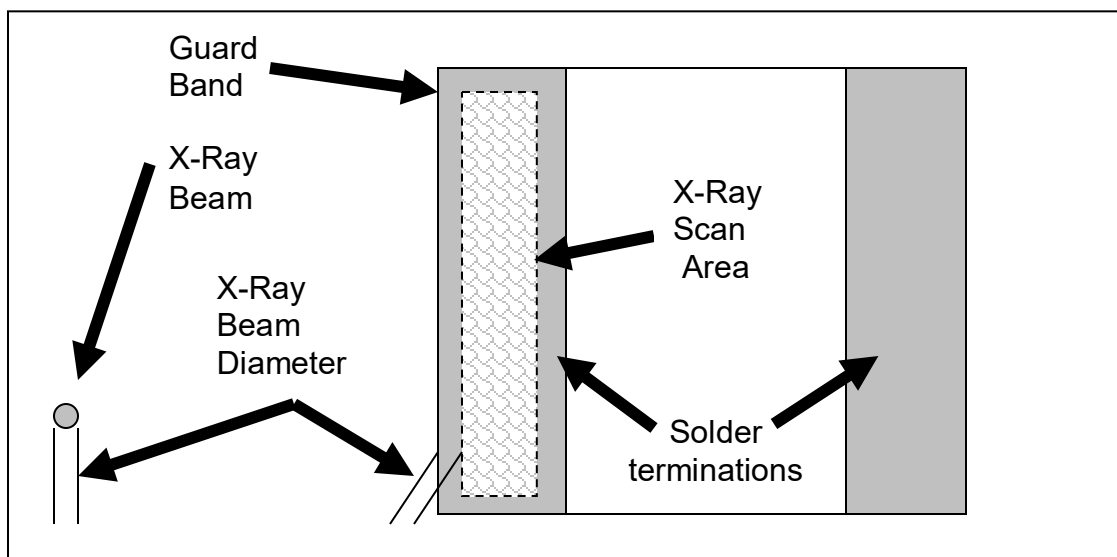 Guard
Band
X-Ray
Beam
X-Ray
Beam
Diameter
X-Ray
Scan
Area
Solder
terminations